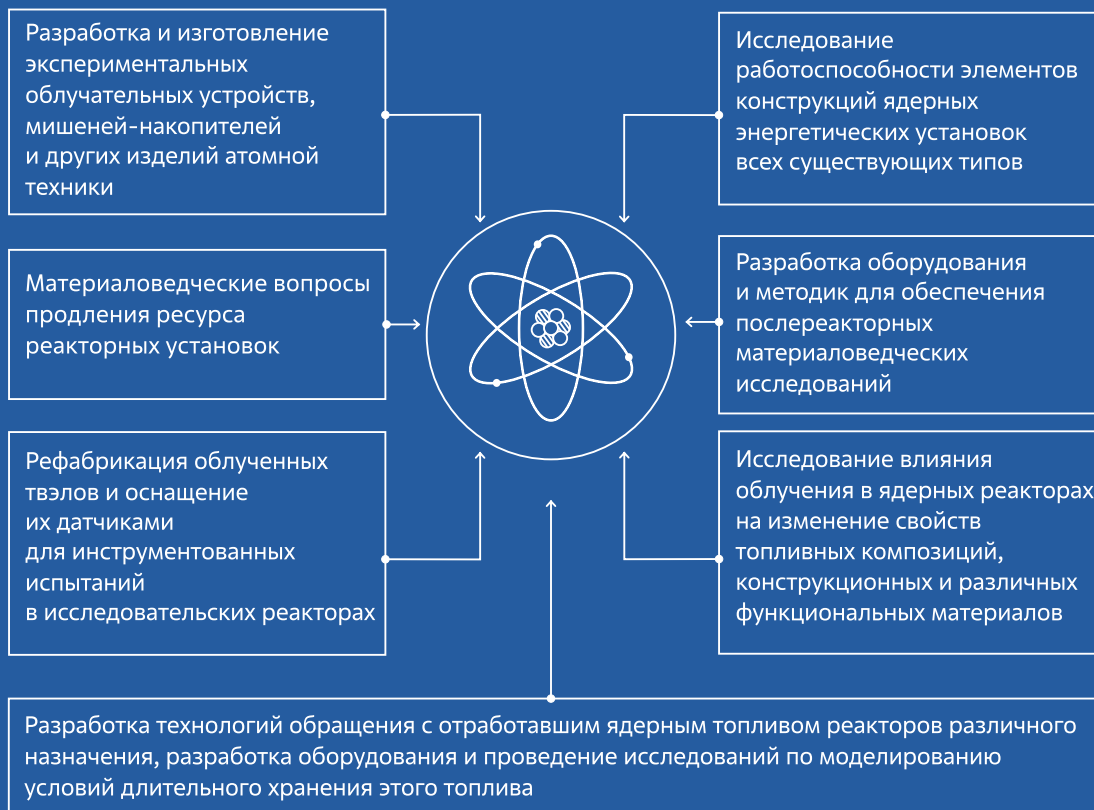 Разработка и изготовление
экспериментальных
облучательных устройств,
мишеней-накопителей
и других изделий атомной
техники
Материаловедческие вопросы
продления ресурса
реакторных установок
Рефабрикация облученных
твэлов и оснащение
их датчиками
для инструментованных
испытаний
в исследовательских реакторах
Исследование
работоспособности элементов
конструкций ядерных
энергетических установок
всех существующих типов
Разработка оборудования
и методик для обеспечения
послереакторных
материаловедческих
исследований
Исследование влияния
облучения в ядерных реакторах
на изменение свойств
топливных композиций,
конструкционных и различных
функциональных материалов
Разработка технологий обращения с отработавшим ядерным топливом реакторов различного
назначения, разработка оборудования и проведение исследований по моделированию
условий длительного хранения этого топлива